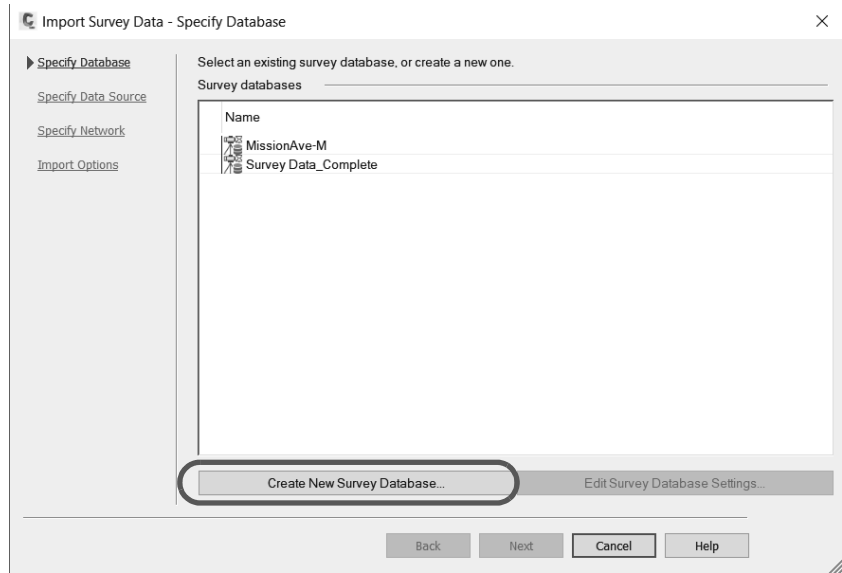 Import Survey Data - Specify Database
Specify Database
Specify Data Source
Specify Network
Import Options
Select an existing survey database, or create a new one.
Survey databases
Name
MissionAve-M
Survey Data_Complete
Create New Survey Database...
Edit Survey Database Settings...
Back
Next
Cancel
Help